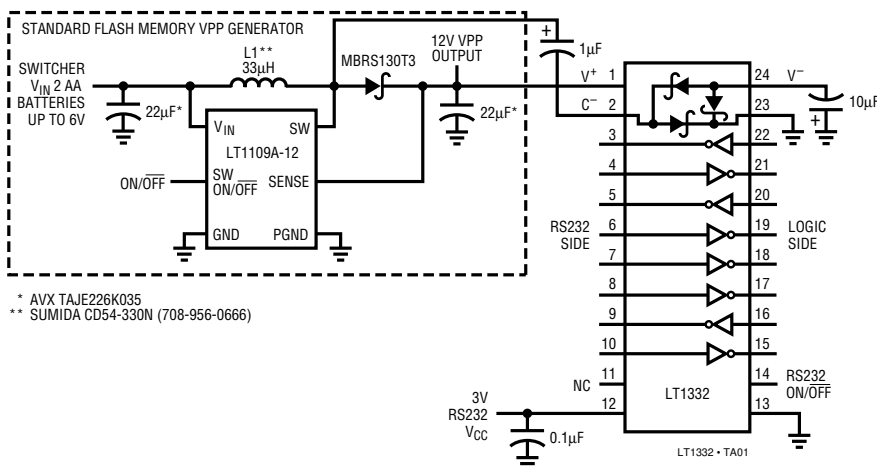 STANDARD FLASH MEMORY VPP GENERATOR
SWITCHER
V_IN 2 AA
BATTERIES
UP TO 6V
22µF*
L1**
33µH
MBRS130T3
12V VPP
OUTPUT
22µF*
V_IN
SW
LT1109A-12
SW
ON/O̅F̅F̅
SENSE
GND
PGND
ON/O̅F̅F̅
* AVX TAJE226K035
** SUMIDA CD54-330N (708-956-0666)
+
1µF
V⁺ 1
C⁻ 2
3
4
5
6
7
8
9
10
11
12
RS232
SIDE
NC
3V
RS232
V_CC
0.1µF
LT1332
24 V⁻
23
22
21
20
19
18
17
16
15
14
13
+
10µF
LOGIC
SIDE
RS232
ON/O̅F̅F̅
LT1332 • TA01